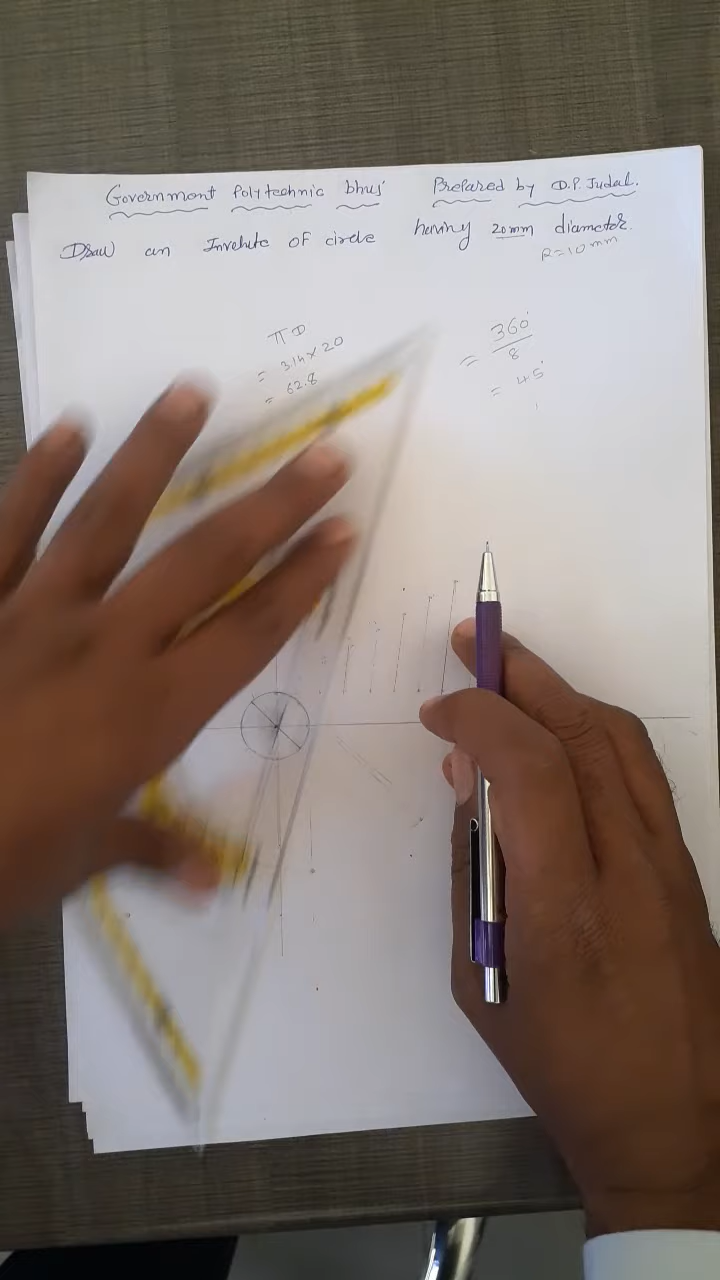 Government Polytechnic bhuj Prepared by D.P. Judal.
Draw an Involute OF circle having 20mm diameter.
R=10mm
πD
= 3.14 × 20
= 62.8
= 360°/8
= 45°